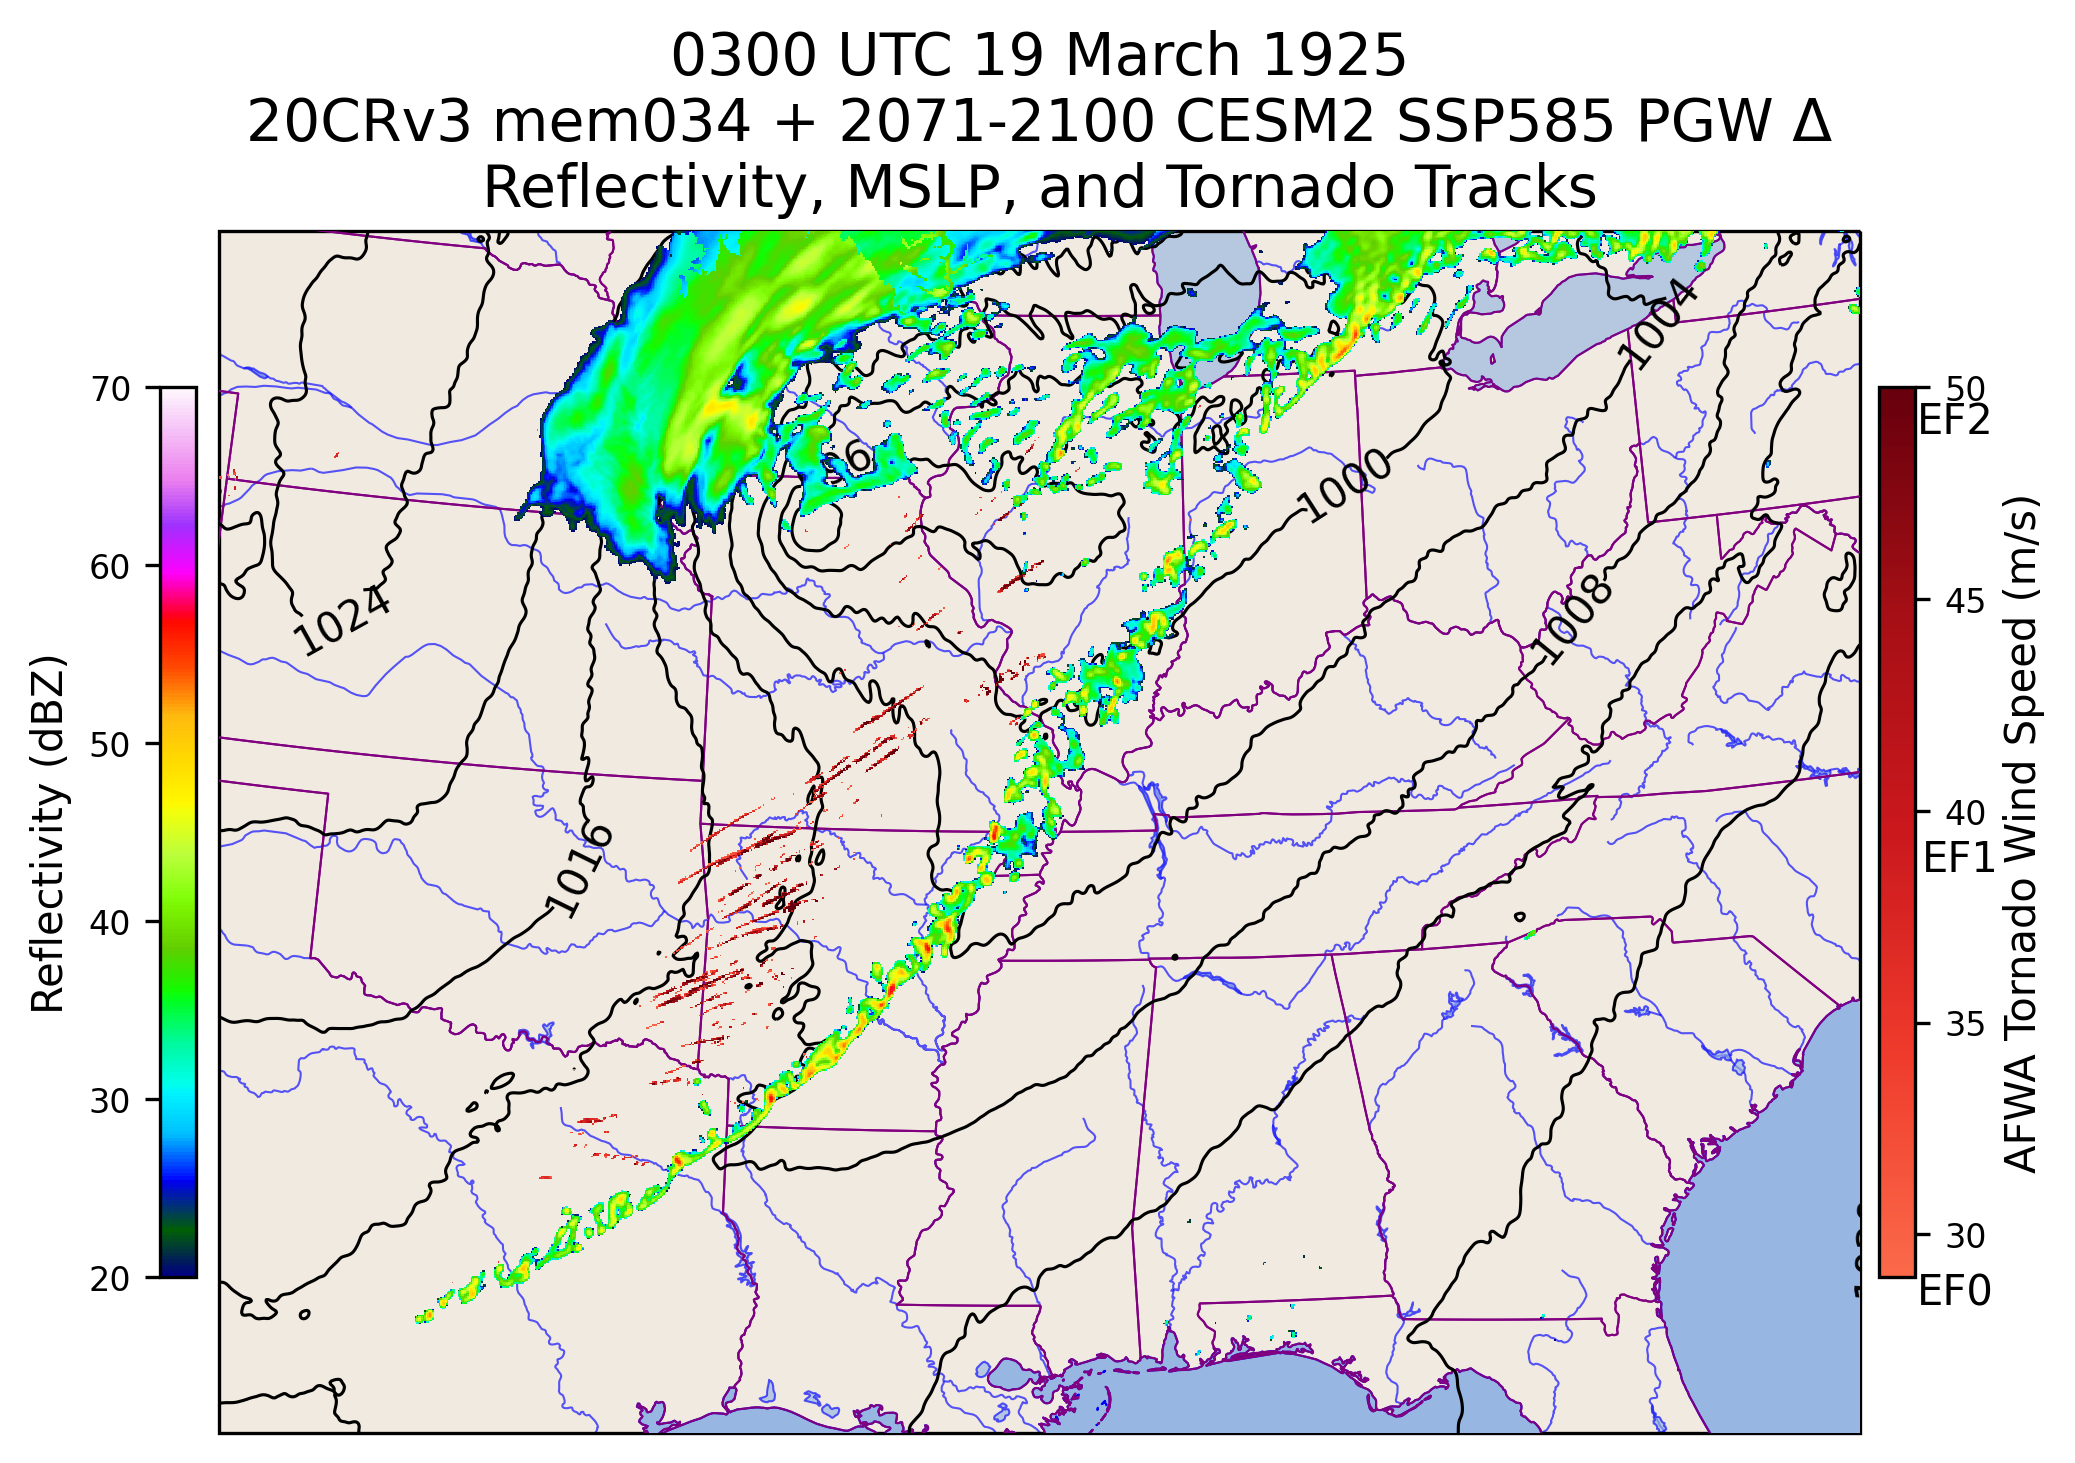 0300 UTC 19 March 1925
20CRv3 mem034 + 2071-2100 CESM2 SSP585 PGW Δ
Reflectivity, MSLP, and Tornado Tracks
Reflectivity (dBZ)
70
60
50
40
30
20
1004
1000
1024
1008
1016
50
EF2
45
40
EF1
35
30
EF0
AFWA Tornado Wind Speed (m/s)